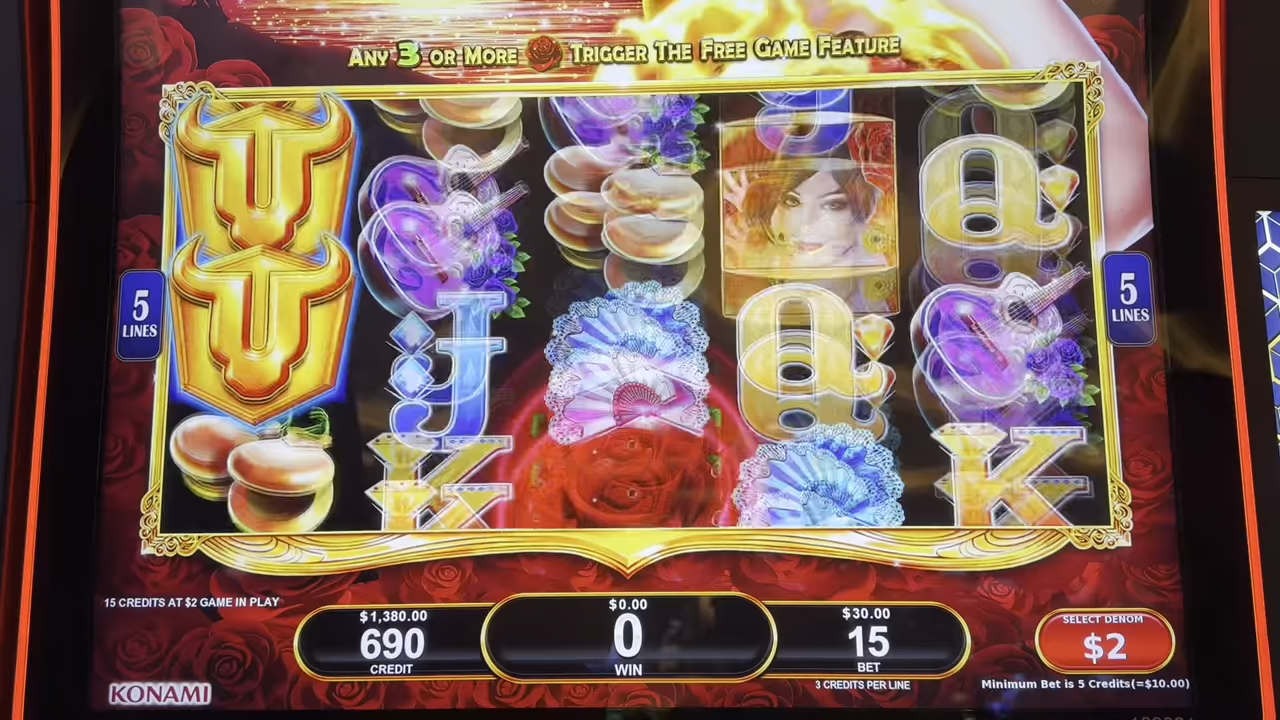 ANY 3 OR MORE TRIGGER THE FREE GAME FEATURE
J
Q
Q
J
K
K
5
LINES
5
LINES
15 CREDITS AT $2 GAME IN PLAY
$1,380.00
690
CREDIT
$0.00
0
WIN
$30.00
15
BET
3 CREDITS PER LINE
SELECT DENOM
$2
Minimum Bet is 5 Credits(=$10.00)
KONAMI